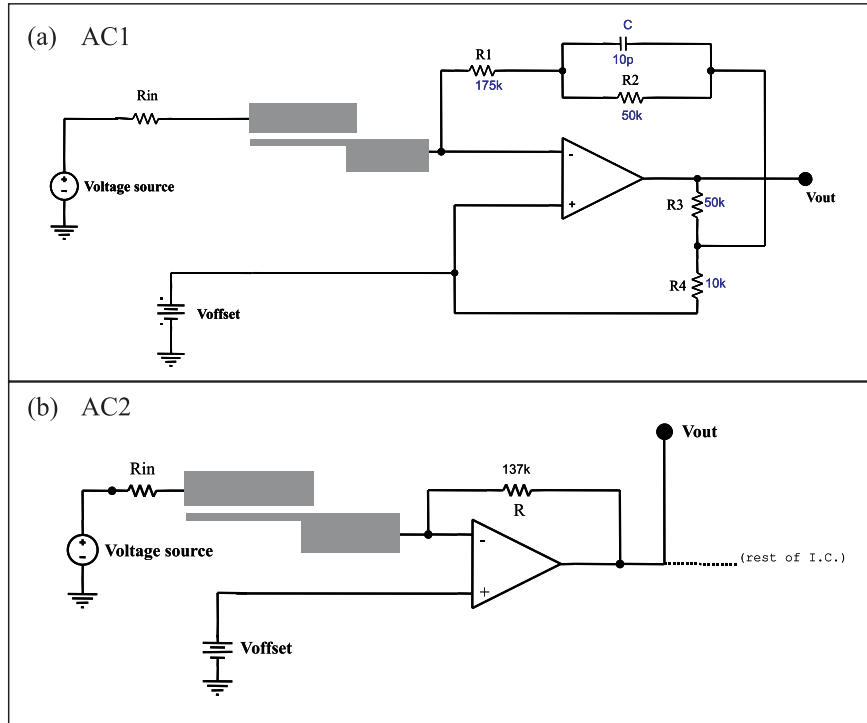 (a) AC1
C
10p
R1
175k
R2
50k
Rin
Voltage source
-
+
Vout
R3
50k
R4
10k
Voffset
(b) AC2
Vout
Rin
137k
R
Voltage source
-
+
(rest of I.C.)
Voffset